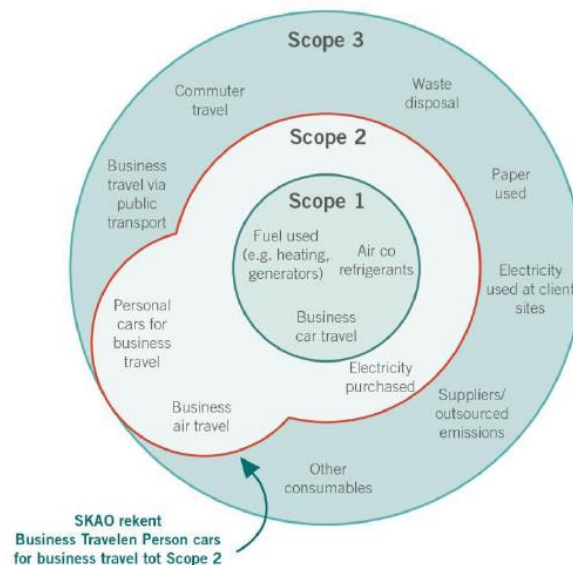 Scope 3
Commuter
travel
Waste
disposal
Scope 2
Business
travel via
public
transport
Paper
used
Scope 1
Fuel used
(e.g. heating,
generators)
Air co
refrigerants
Electricity
used at client
sites
Personal
cars for
business
travel
Business
car travel
Electricity
purchased
Business
air travel
Suppliers/
outsourced
emissions
Other
consumables
SKAO rekent
Business Travelen Person cars
for business travel tot Scope 2